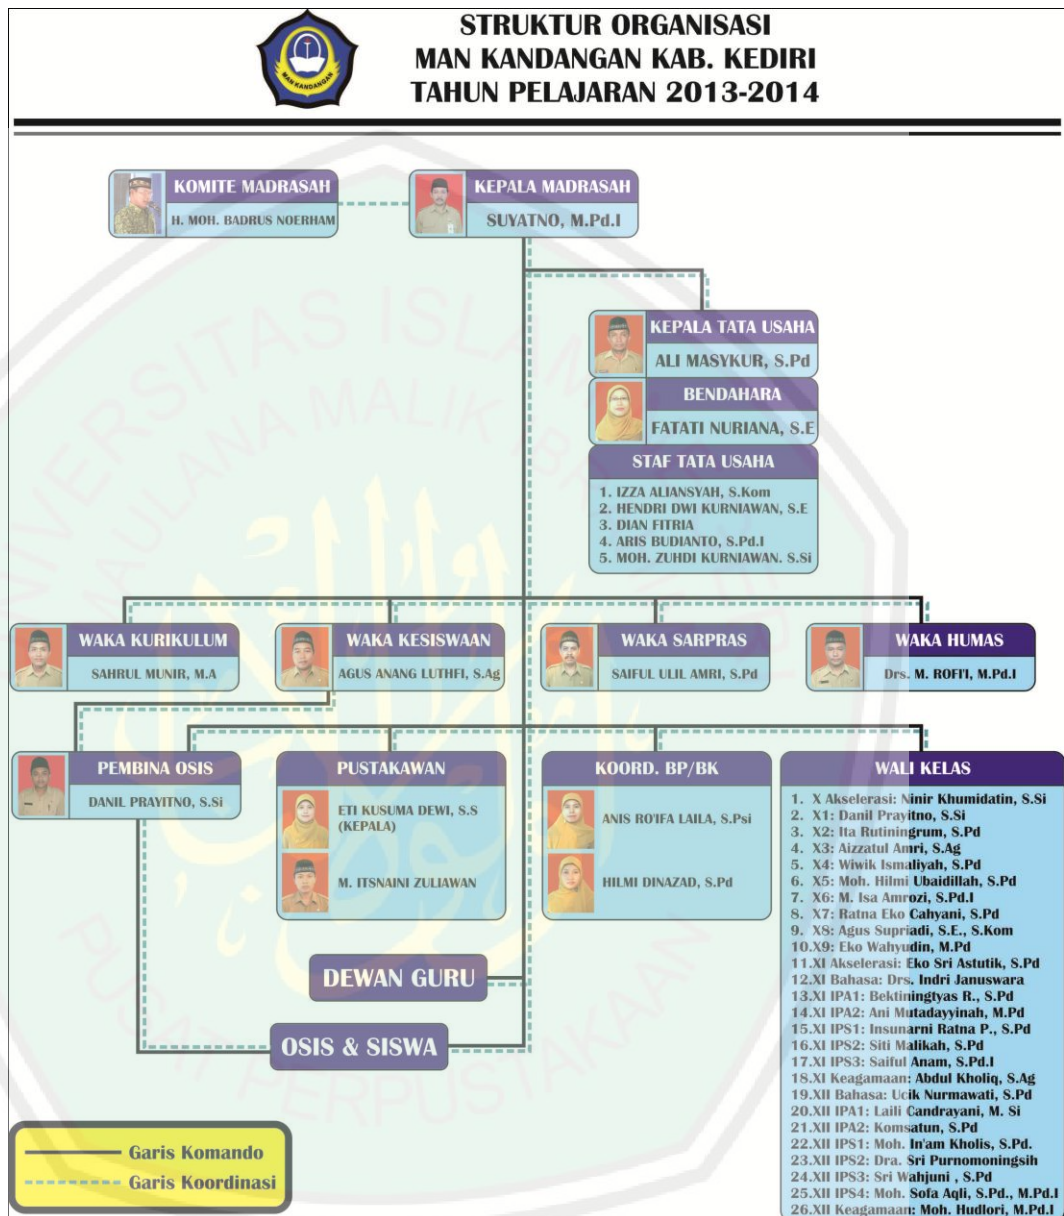 STRUKTUR ORGANISASI
MAN KANDANGAN KAB. KEDIRI
TAHUN PELAJARAN 2013-2014
MAN KANDANGAN
KOMITE MADRASAH
H. MOH. BADRUS NOERHAM
KEPALA MADRASAH
SUYATNO, M.Pd.I
KEPALA TATA USAHA
ALI MASYKUR, S.Pd
BENDAHARA
FATATI NURIANA, S.E
STAF TATA USAHA
1. IZZA ALIANSYAH, S.Kom
2. HENDRI DWI KURNIAWAN, S.E
3. DIAN FITRIA
4. ARIS BUDIANTO, S.Pd.I
5. MOH. ZUHDI KURNIAWAN. S.Si
WAKA KURIKULUM
SAHRUL MUNIR, M.A
WAKA KESISWAAN
AGUS ANANG LUTHFI, S.Ag
WAKA SARPRAS
SAIFUL ULIL AMRI, S.Pd
WAKA HUMAS
Drs. M. ROFI'I, M.Pd.I
PEMBINA OSIS
DANIL PRAYITNO, S.Si
PUSTAKAWAN
ETI KUSUMA DEWI, S.S
(KEPALA)
M. ITSNAINI ZULIAWAN
KOORD. BP/BK
ANIS RO'IFA LAILA, S.Psi
HILMI DINAZAD, S.Pd
WALI KELAS
1. X Akselerasi: Ninir Khumidatin, S.Si
2. X1: Danil Prayitno, S.Si
3. X2: Ita Rutiningrum, S.Pd
4. X3: Aizzatul Amri, S.Ag
5. X4: Wiwik Ismaliyah, S.Pd
6. X5: Moh. Hilmi Ubaidillah, S.Pd
7. X6: M. Isa Amrozi, S.Pd.I
8. X7: Ratna Eko Cahyani, S.Pd
9. X8: Agus Supriadi, S.E., S.Kom
10.X9: Eko Wahyudin, M.Pd
11.XI Akselerasi: Eko Sri Astutik, S.Pd
12.XI Bahasa: Drs. Indri Januswara
13.XI IPA1: Bektiningtyas R., S.Pd
14.XI IPA2: Ani Mutadayyinah, M.Pd
15.XI IPS1: Insunarni Ratna P., S.Pd
16.XI IPS2: Siti Malikah, S.Pd
17.XI IPS3: Saiful Anam, S.Pd.I
18.XI Keagamaan: Abdul Kholiq, S.Ag
19.XII Bahasa: Ucik Nurmawati, S.Pd
20.XII IPA1: Laili Candrayani, M. Si
21.XII IPA2: Komsatun, S.Pd
22.XII IPS1: Moh. In'am Kholis, S.Pd.
23.XII IPS2: Dra. Sri Purnomoningsih
24.XII IPS3: Sri Wahjuni , S.Pd
25.XII IPS4: Moh. Sofa Aqli, S.Pd., M.Pd.I
26.XII Keagamaan: Moh. Hudlori, M.Pd.I
DEWAN GURU
OSIS & SISWA
Garis Komando
Garis Koordinasi
UNIVERSITAS ISLAM
MAULANA MALIK
PUSAT PERPUSTAKAAN